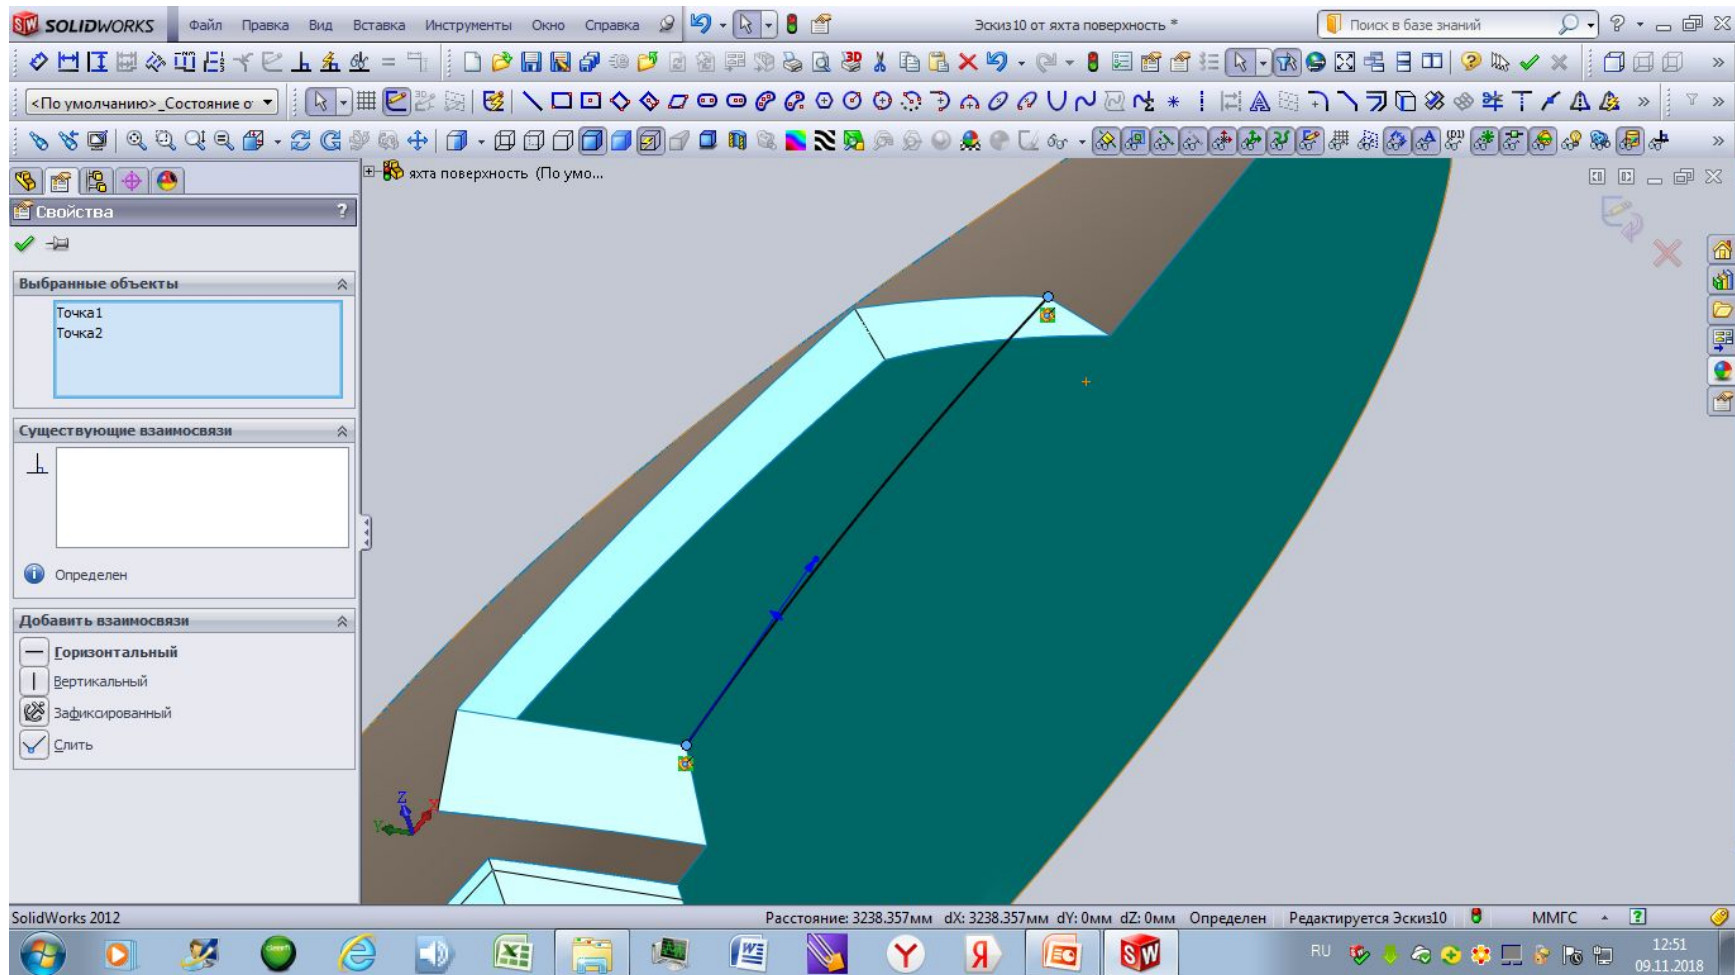 SOLIDWORKS Файл Правка Вид Вставка Инструменты Окно Справка Эскиз10 от яхта поверхность * Поиск в базе знаний
<По умолчанию>_Состояние о
яхта поверхность (По умо...
Свойства ?
Выбранные объекты
Точка1
Точка2
Существующие взаимосвязи
Определен
Добавить взаимосвязи
Горизонтальный
Вертикальный
Зафиксированный
Слить
Z
X
Y
SolidWorks 2012 Расстояние: 3238.357мм dX: 3238.357мм dY: 0мм dZ: 0мм Определен Редактируется Эскиз10 ММГС
RU 12:51
09.11.2018